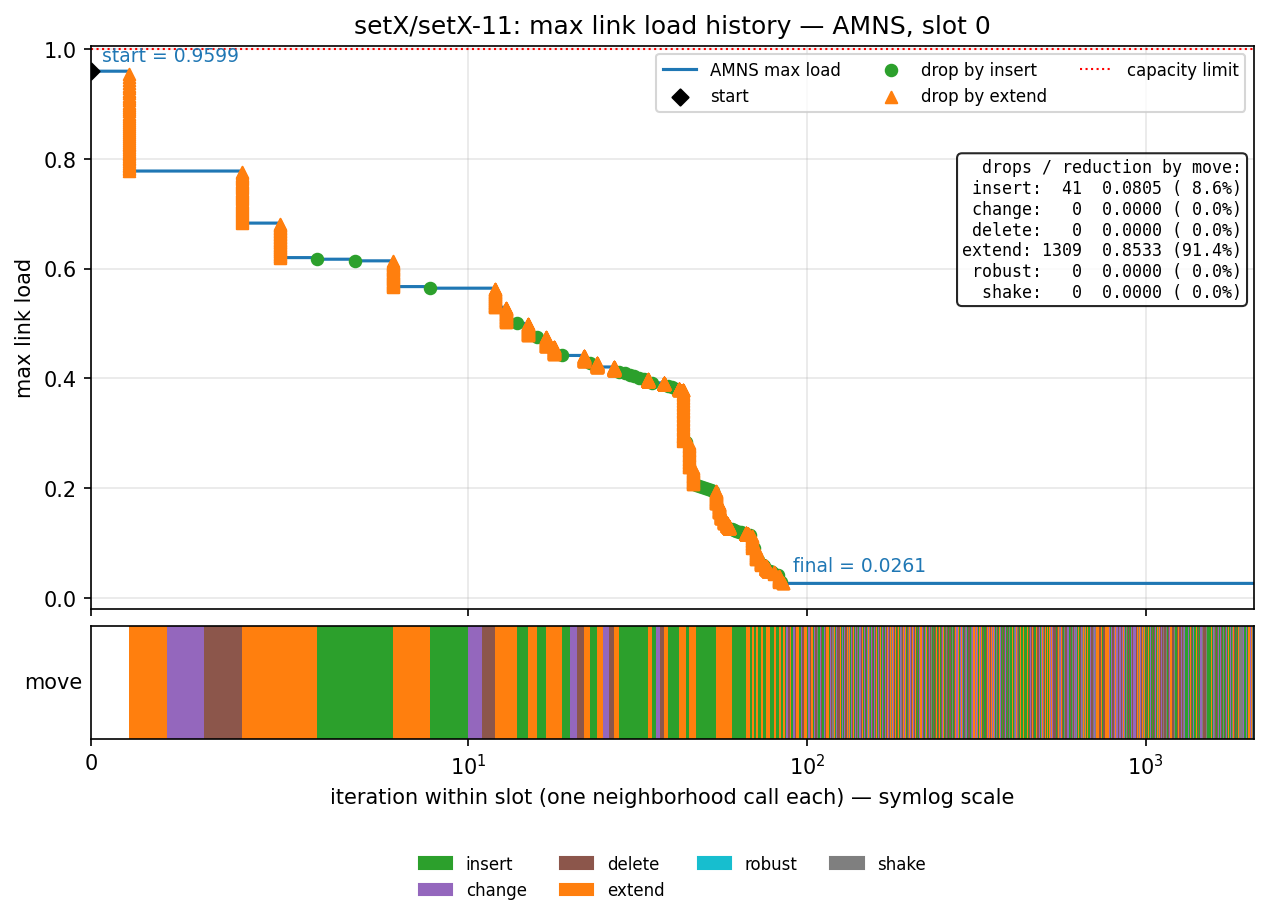 setX/setX-11: max link load history — AMNS, slot 0
start = 0.9599
AMNS max load
start
drop by insert
drop by extend
capacity limit
drops / reduction by move:
insert: 41 0.0805 ( 8.6%)
change: 0 0.0000 ( 0.0%)
delete: 0 0.0000 ( 0.0%)
extend: 1309 0.8533 (91.4%)
robust: 0 0.0000 ( 0.0%)
shake: 0 0.0000 ( 0.0%)
1.0
0.8
0.6
0.4
0.2
0.0
max link load
final = 0.0261
move
0
10¹
10²
10³
iteration within slot (one neighborhood call each) — symlog scale
insert
change
delete
extend
robust
shake